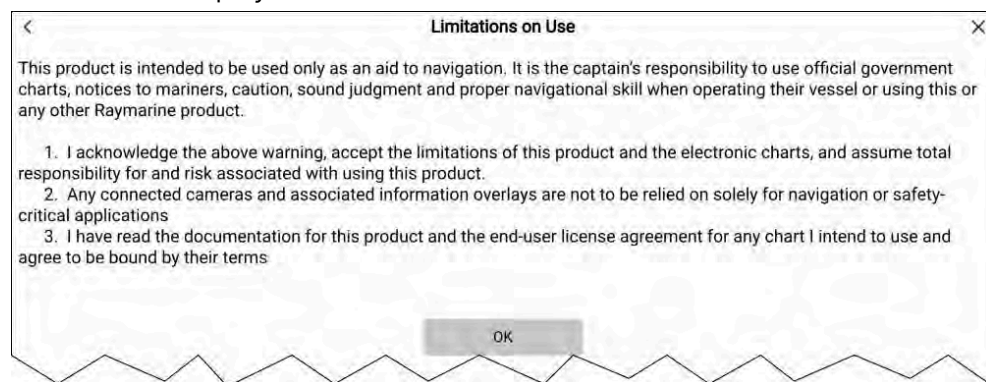 Limitations on Use
This product is intended to be used only as an aid to navigation. It is the captain's responsibility to use official government
charts, notices to mariners, caution, sound judgment and proper navigational skill when operating their vessel or using this or
any other Raymarine product.
1. I acknowledge the above warning, accept the limitations of this product and the electronic charts, and assume total
responsibility for and risk associated with using this product.
2. Any connected cameras and associated information overlays are not to be relied on solely for navigation or safety-
critical applications
3. I have read the documentation for this product and the end-user license agreement for any chart I intend to use and
agree to be bound by their terms
OK